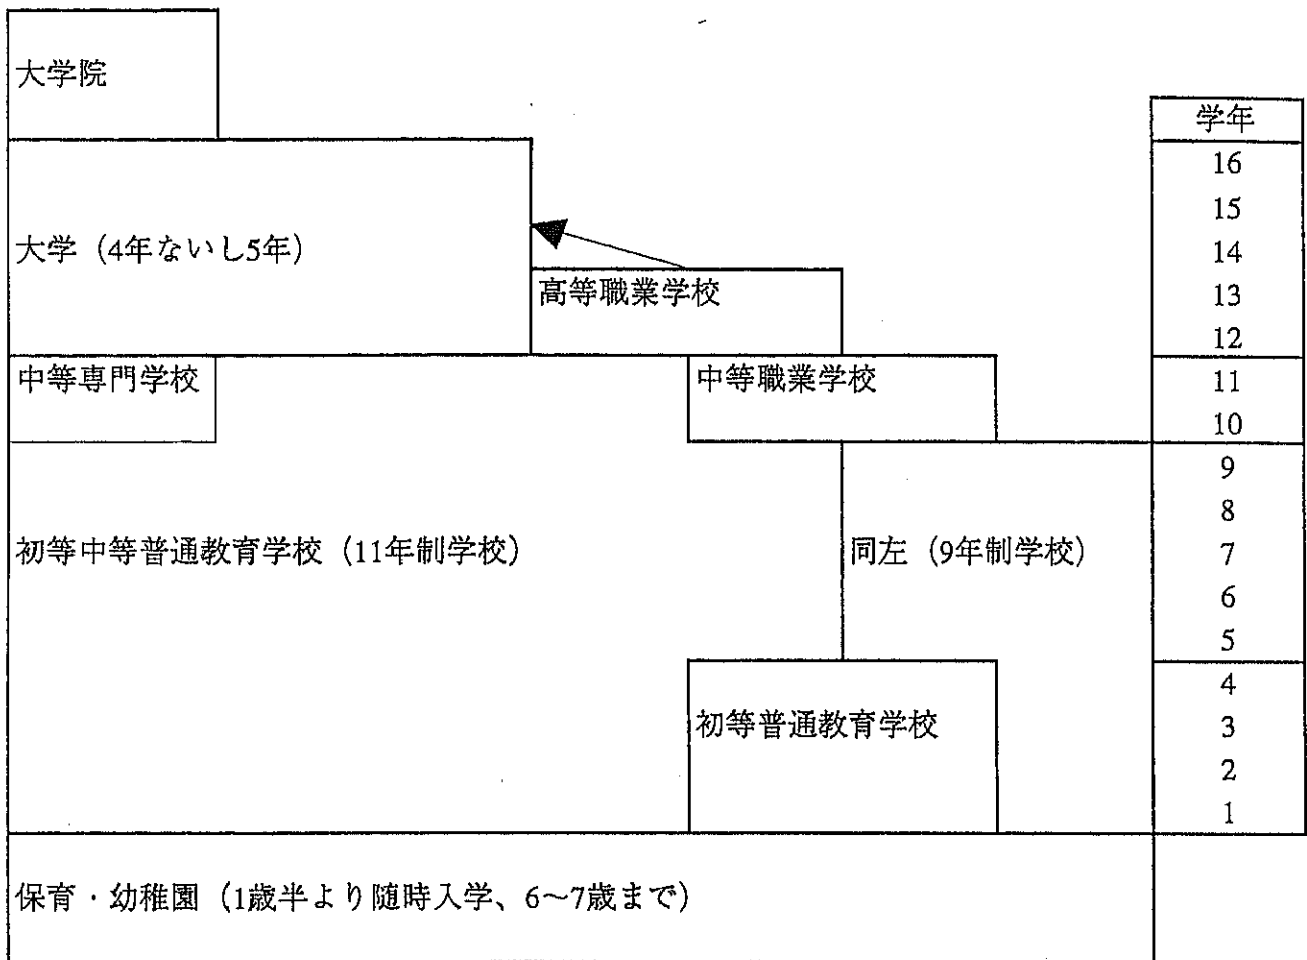 大学院
学年
16
15
大学（4年ないし5年）
14
高等職業学校
13
12
中等専門学校
中等職業学校
11
10
9
8
初等中等普通教育学校（11年制学校）
同左（9年制学校）
7
6
5
4
初等普通教育学校
3
2
1
保育・幼稚園（1歳半より随時入学、6～7歳まで）